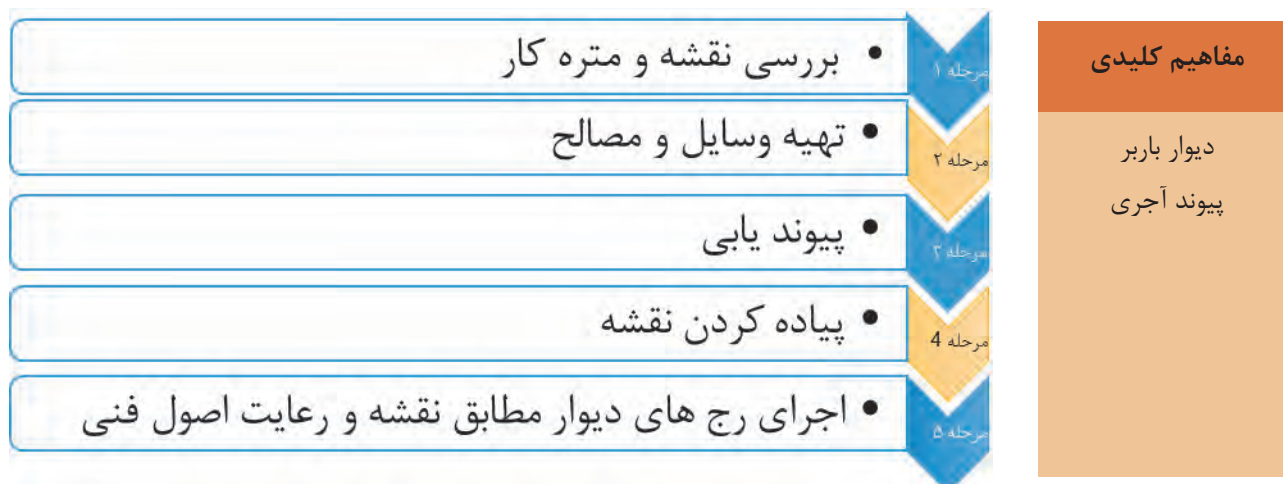 مفاهیم کلیدی
دیوار باربر
پیوند آجری
مرحله ۱
• بررسی نقشه و متره کار
مرحله ۲
• تهیه وسایل و مصالح
مرحله ۳
• پیوند یابی
مرحله 4
• پیاده کردن نقشه
مرحله ۵
• اجرای رج های دیوار مطابق نقشه و رعایت اصول فنی